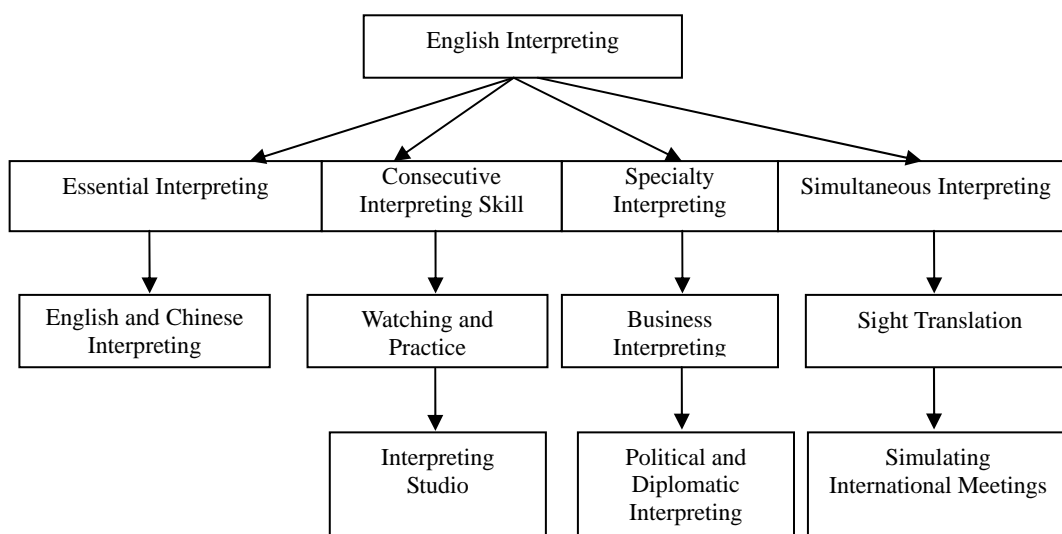 English Interpreting
Essential Interpreting
Consecutive
Interpreting Skill
Specialty
Interpreting
Simultaneous Interpreting
English and Chinese
Interpreting
Watching and
Practice
Business
Interpreting
Sight Translation
Interpreting
Studio
Political and
Diplomatic
Interpreting
Simulating
International Meetings